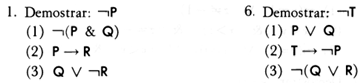 1. Demostrar: ¬P
(1) ¬(P & Q)
(2) P → R
(3) Q ∨ ¬R
6. Demostrar: ¬T
(1) P ∨ Q
(2) T → ¬P
(3) ¬(Q ∨ R)